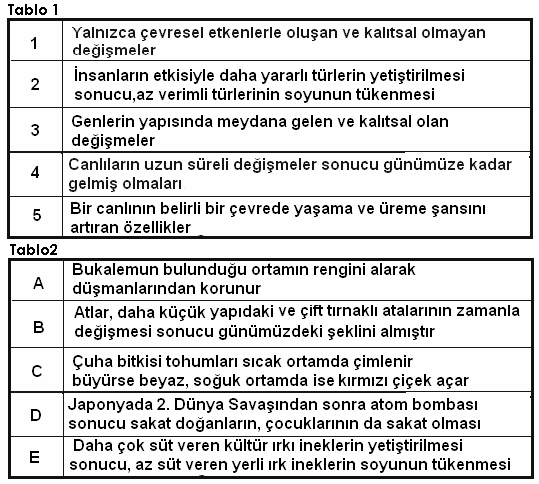 Tablo 1
1
Yalnızca çevresel etkenlerle oluşan ve kalıtsal olmayan
değişmeler
2
İnsanların etkisiyle daha yararlı türlerin yetiştirilmesi
sonucu,az verimli türlerinin soyunun tükenmesi
3
Genlerin yapısında meydana gelen ve kalıtsal olan
değişmeler
4
Canlıların uzun süreli değişmeler sonucu günümüze kadar
gelmiş olmaları
5
Bir canlının belirli bir çevrede yaşama ve üreme şansını
artıran özellikler
Tablo2
A
Bukalemun bulunduğu ortamın rengini alarak
düşmanlarından korunur
B
Atlar, daha küçük yapıdaki ve çift tırnaklı atalarının zamanla
değişmesi sonucu günümüzdeki şeklini almıştır
C
Çuha bitkisi tohumları sıcak ortamda çimlenir
büyürse beyaz, soğuk ortamda ise kırmızı çiçek açar
D
Japonyada 2. Dünya Savaşından sonra atom bombası
sonucu sakat doğanların, çocuklarının da sakat olması
E
Daha çok süt veren kültür ırkı ineklerin yetiştirilmesi
sonucu, az süt veren yerli ırk ineklerin soyunun tükenmesi